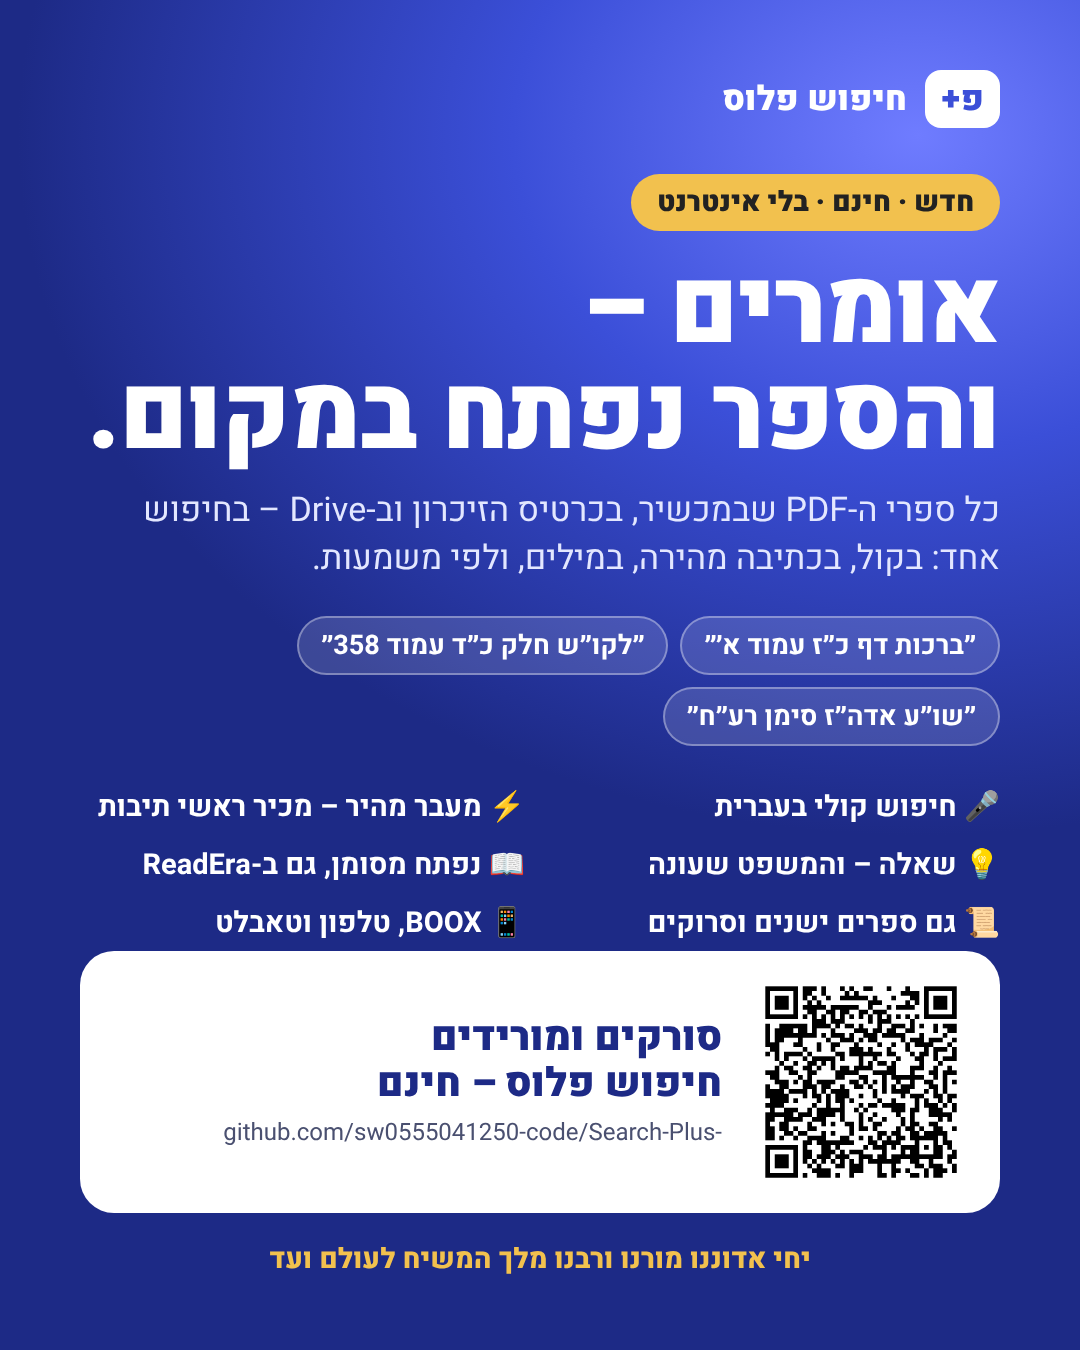 פ+ חיפוש פלוס
חדש · חינם · בלי אינטרנט
אומרים –
והספר נפתח במקום.
כל ספרי ה-PDF שבמכשיר, בכרטיס הזיכרון וב-Drive – בחיפוש
אחד: בקול, בכתיבה מהירה, במילים, ולפי משמעות.
״ברכות דף כ״ז עמוד א׳״ ״לקו״ש חלק כ״ד עמוד 358״
״שו״ע אדה״ז סימן רע״ח״
🎤 חיפוש קולי בעברית ⚡ מעבר מהיר – מכיר ראשי תיבות
💡 שאלה – והמשפט שעונה 📖 נפתח מסומן, גם ב-ReadEra
📜 גם ספרים ישנים וסרוקים 📱 BOOX, טלפון וטאבלט
סורקים ומורידים
חיפוש פלוס – חינם
github.com/sw0555041250-code/Search-Plus-
יחי אדוננו מורנו ורבנו מלך המשיח לעולם ועד